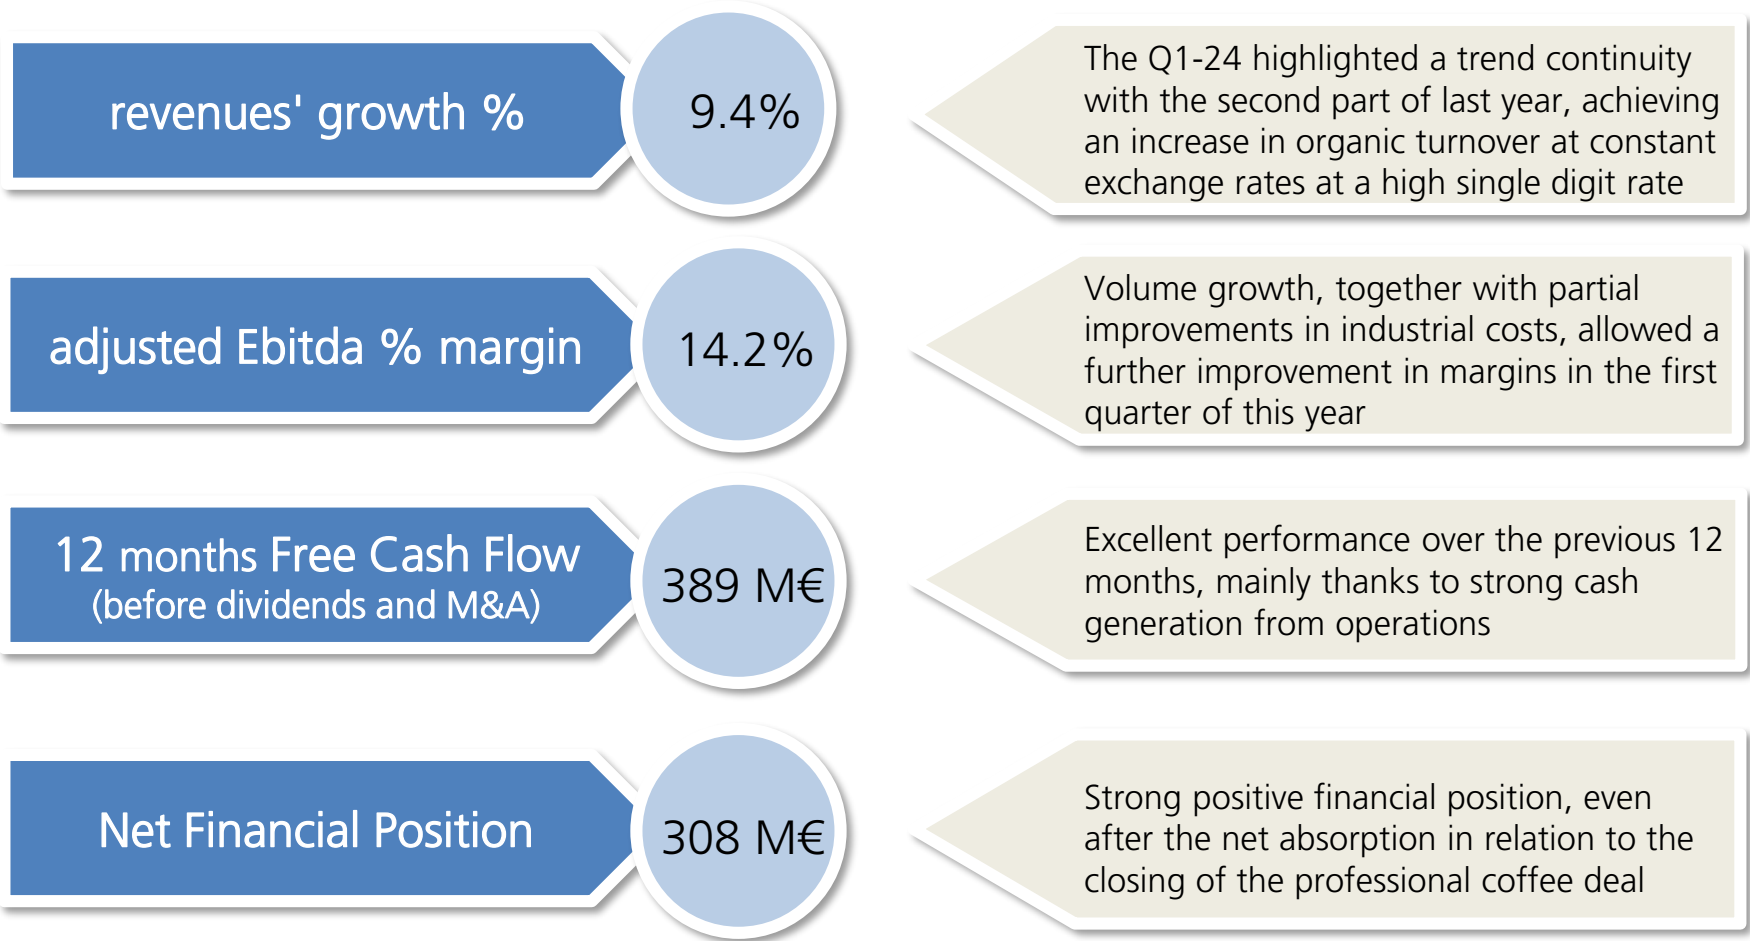 revenues' growth %
9.4%
The Q1-24 highlighted a trend continuity
with the second part of last year, achieving
an increase in organic turnover at constant
exchange rates at a high single digit rate
adjusted Ebitda % margin
14.2%
Volume growth, together with partial
improvements in industrial costs, allowed a
further improvement in margins in the first
quarter of this year
12 months Free Cash Flow
(before dividends and M&A)
389 M€
Excellent performance over the previous 12
months, mainly thanks to strong cash
generation from operations
Net Financial Position
308 M€
Strong positive financial position, even
after the net absorption in relation to the
closing of the professional coffee deal